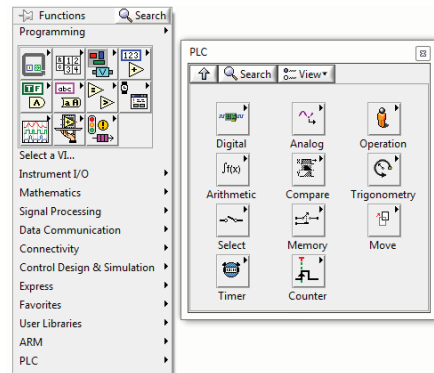 Functions
Search
Programming
Select a VI...
Instrument I/O
Mathematics
Signal Processing
Data Communication
Connectivity
Control Design & Simulation
Express
Favorites
User Libraries
ARM
PLC
PLC
Search
View
Digital Analog Operation
Arithmetic Compare Trigonometry
Select Memory Move
Timer Counter